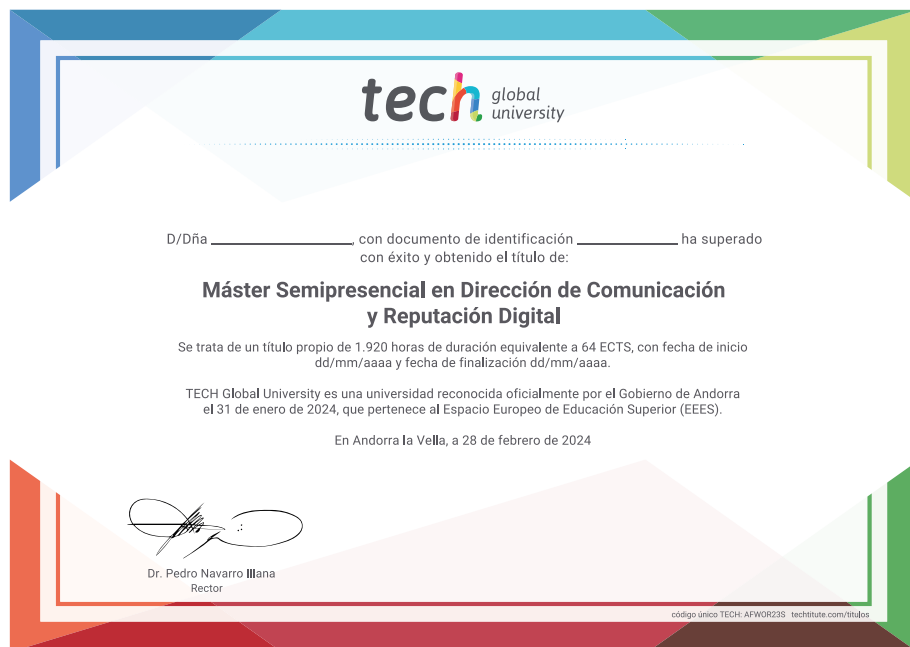 tech global university
D/Dña ________________, con documento de identificación ____________ ha superado
con éxito y obtenido el título de:
Máster Semipresencial en Dirección de Comunicación
y Reputación Digital
Se trata de un título propio de 1.920 horas de duración equivalente a 64 ECTS, con fecha de inicio
dd/mm/aaaa y fecha de finalización dd/mm/aaaa.
TECH Global University es una universidad reconocida oficialmente por el Gobierno de Andorra
el 31 de enero de 2024, que pertenece al Espacio Europeo de Educación Superior (EEES).
En Andorra la Vella, a 28 de febrero de 2024
Dr. Pedro Navarro Illana
Rector
código único TECH: AFWOR23S techtitute.com/titulos